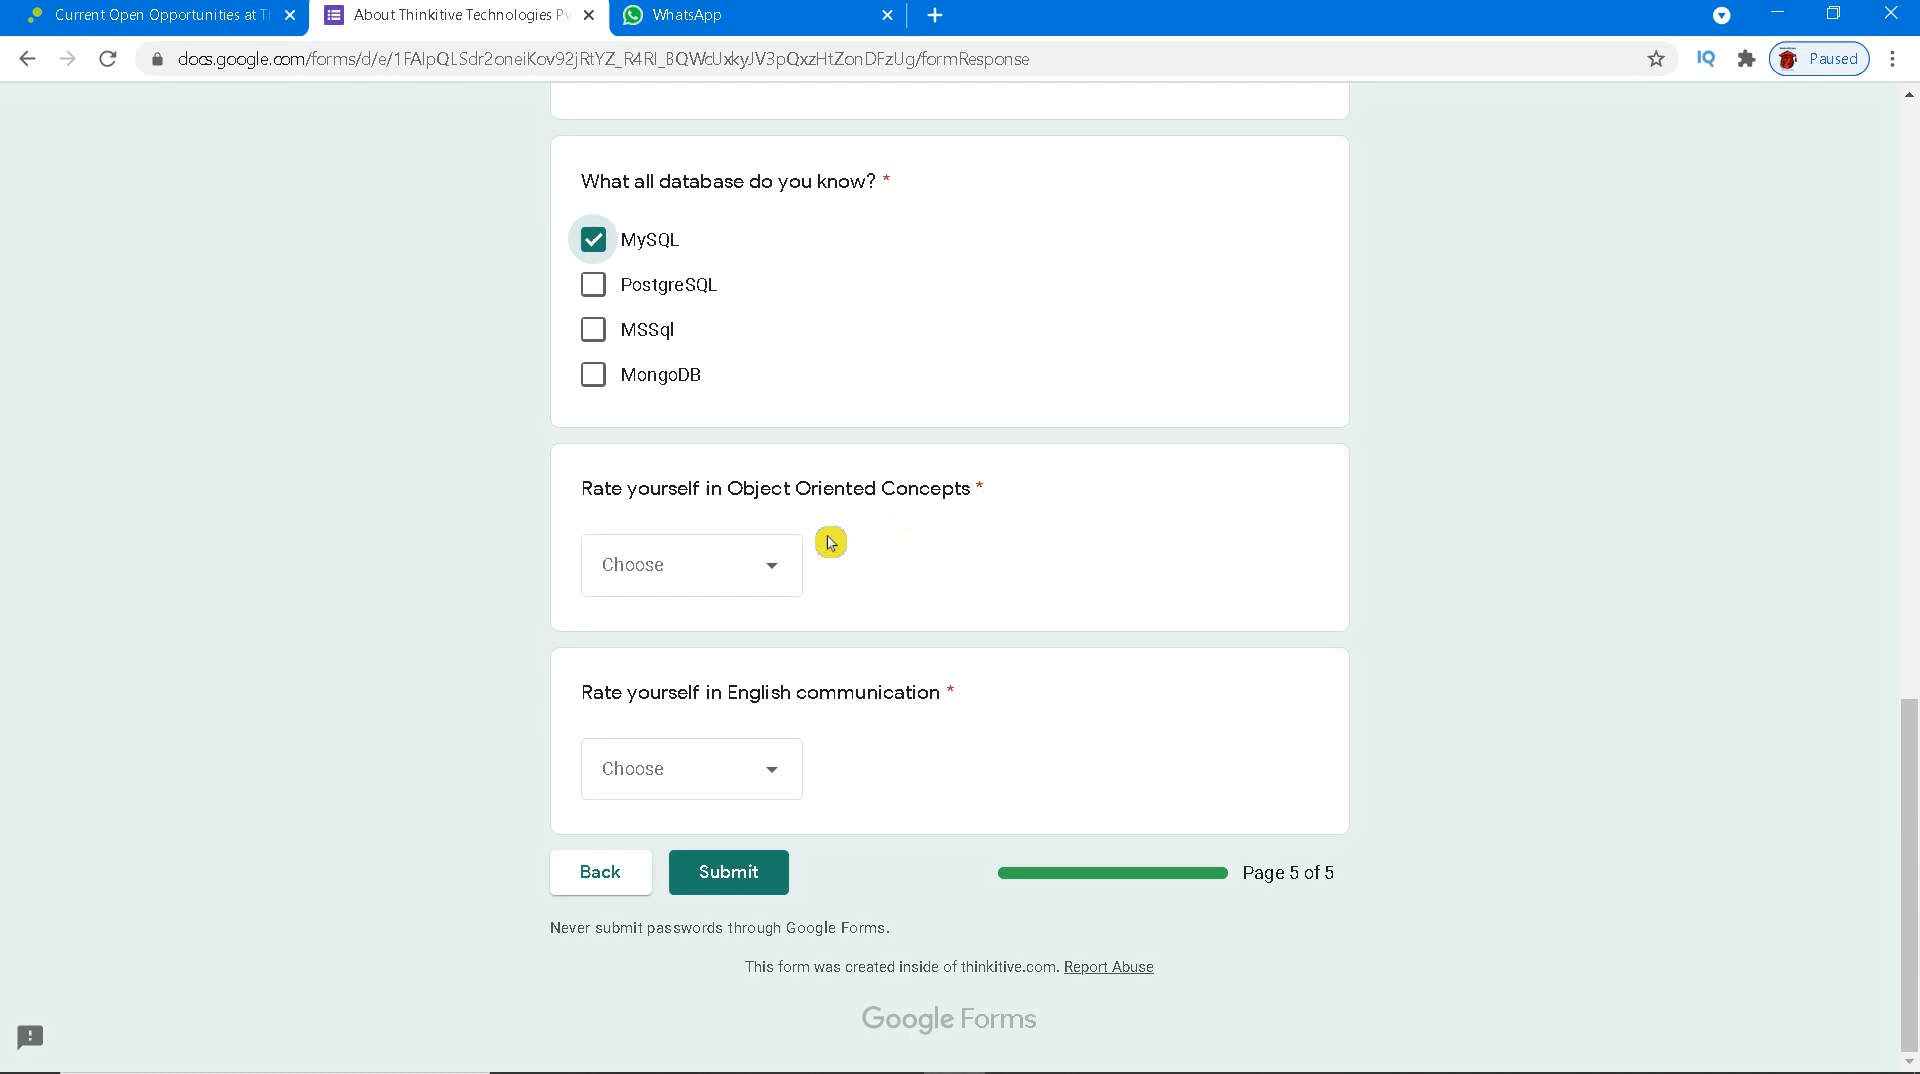 Current Open Opportunities at Th
About Thinkitive Technologies Pv
WhatsApp
docs.google.com/forms/d/e/1FAIpQLSdr2oneiKov92jRtYZ_R4RI_BQWcUxkyJV3pQxzHtZonDFzUg/formResponse
IQ
Paused
What all database do you know? *
MySQL
PostgreSQL
MSSql
MongoDB
Rate yourself in Object Oriented Concepts *
Choose
Rate yourself in English communication *
Choose
Back
Submit
Page 5 of 5
Never submit passwords through Google Forms.
This form was created inside of thinkitive.com. Report Abuse
Google Forms